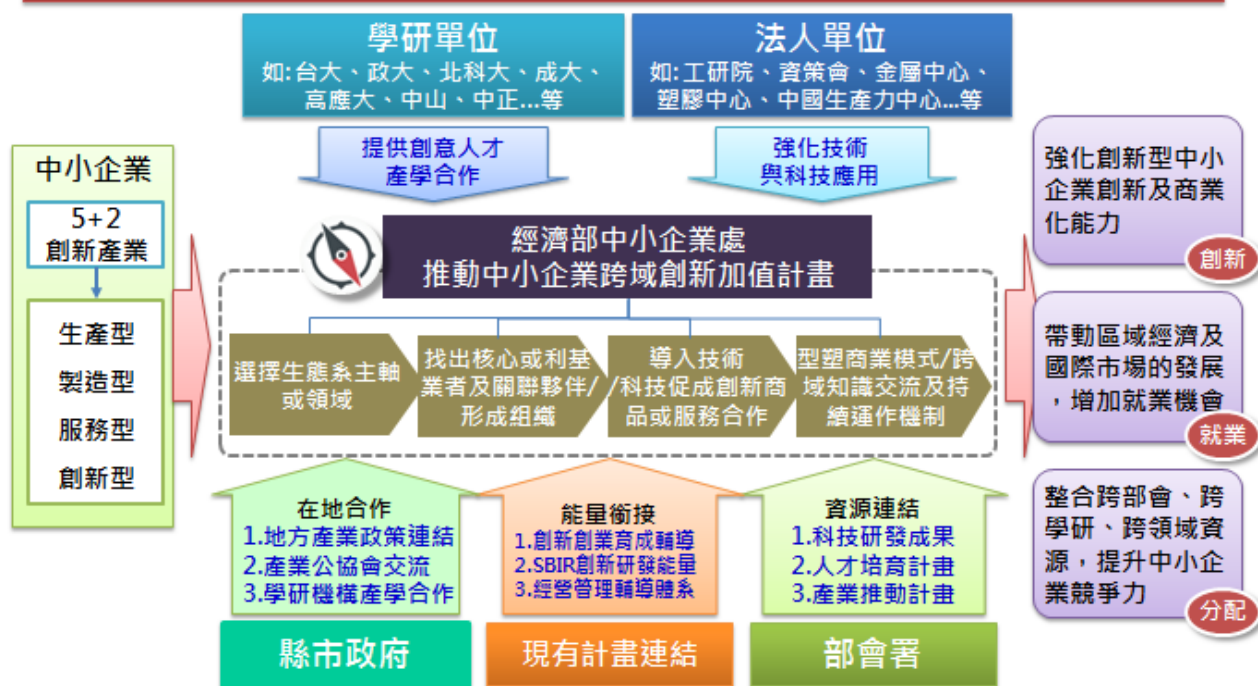 學研單位
如:台大、政大、北科大、成大、
高應大、中山、中正...等
法人單位
如:工研院、資策會、金屬中心、
塑膠中心、中國生產力中心...等
提供創意人才
產學合作
強化技術
與科技應用
中小企業
5+2
創新產業
生產型
製造型
服務型
創新型
經濟部中小企業處
推動中小企業跨域創新加值計畫
選擇生態系主軸
或領域
找出核心或利基
業者及關聯夥伴/
形成組織
導入技術
/科技促成創新商
品或服務合作
型塑商業模式/跨
域知識交流及持
續運作機制
在地合作
1.地方產業政策連結
2.產業公協會交流
3.學研機構產學合作
能量銜接
1.創新創業育成輔導
2.SBIR創新研發能量
3.經營管理輔導體系
資源連結
1.科技研發成果
2.人才培育計畫
3.產業推動計畫
縣市政府
現有計畫連結
部會署
強化創新型中小
企業創新及商業
化能力
創新
帶動區域經濟及
國際市場的發展
，增加就業機會
就業
整合跨部會、跨
學研、跨領域資
源，提升中小企
業競爭力
分配